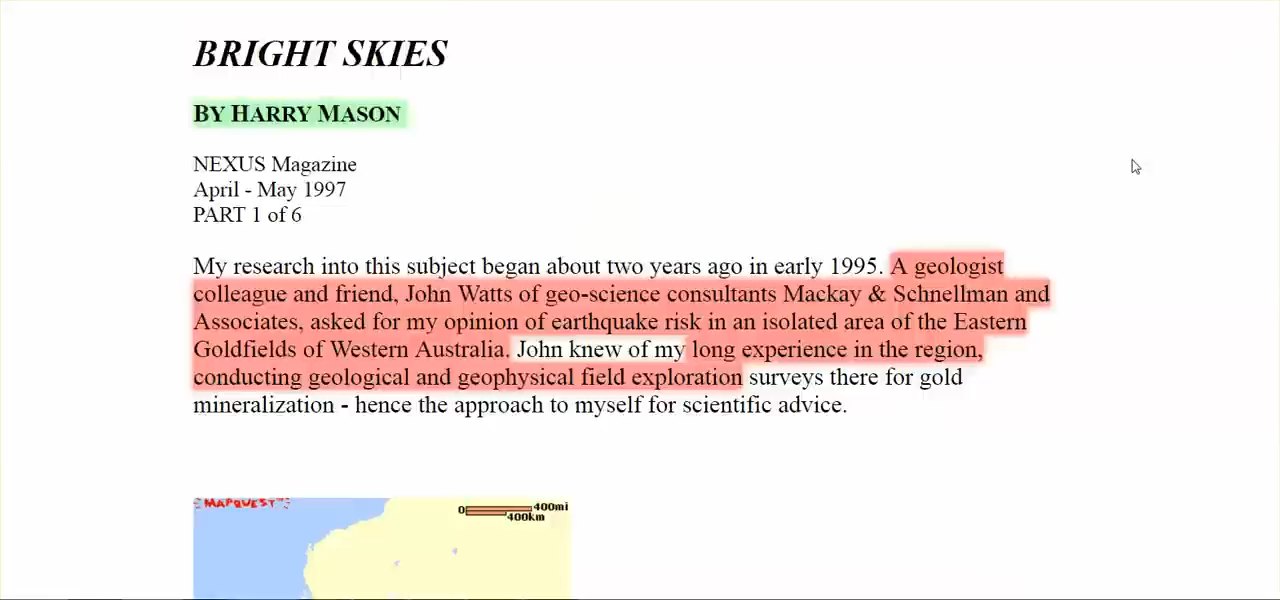 BRIGHT SKIES
BY HARRY MASON
NEXUS Magazine
April - May 1997
PART 1 of 6
My research into this subject began about two years ago in early 1995. A geologist
colleague and friend, John Watts of geo-science consultants Mackay & Schnellman and
Associates, asked for my opinion of earthquake risk in an isolated area of the Eastern
Goldfields of Western Australia. John knew of my long experience in the region,
conducting geological and geophysical field exploration surveys there for gold
mineralization - hence the approach to myself for scientific advice.
MAPQUEST
0 400mi
400km